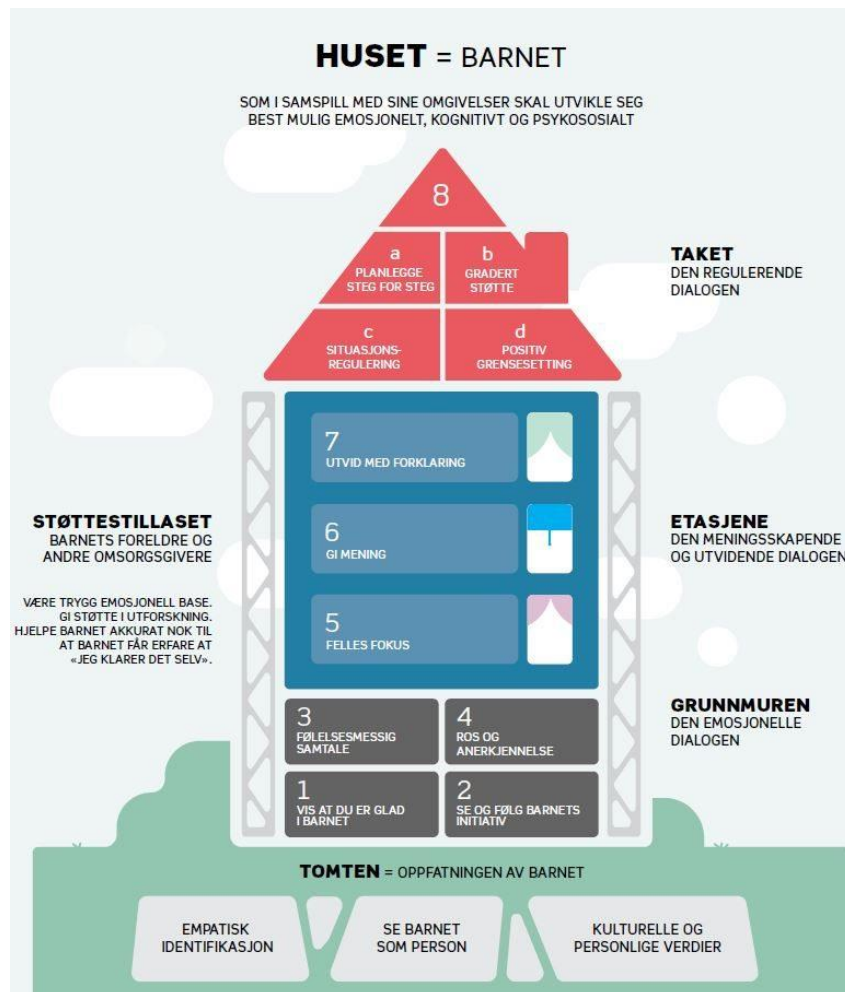 HUSET = BARNET
SOM I SAMSPILL MED SINE OMGIVELSER SKAL UTVIKLE SEG
BEST MULIG EMOSJONELT, KOGNITIVT OG PSYKOSOSIALT
8
a
PLANLEGGE
STEG FOR STEG
b
GRADERT
STØTTE
c
SITUASJONS-
REGULERING
d
POSITIV
GRENSESETTING
TAKET
DEN REGULERENDE
DIALOGEN
7
UTVID MED FORKLARING
6
GI MENING
5
FELLES FOKUS
STØTTESTILLASET
BARNETS FORELDRE OG
ANDRE OMSORGSGIVERE
VÆRE TRYGG EMOSJONELL BASE.
GI STØTTE I UTFORSKNING.
HJELPE BARNET AKKURAT NOK TIL
AT BARNET FÅR ERFARE AT
«JEG KLARER DET SELV».
ETASJENE
DEN MENINGSSKAPENDE
OG UTVIDENDE DIALOGEN
3
FØLELSESMESSIG
SAMTALE
4
ROS OG
ANERKJENNELSE
1
VIS AT DU ER GLAD
I BARNET
2
SE OG FØLG BARNETS
INITIATIV
GRUNNMUREN
DEN EMOSJONELLE
DIALOGEN
TOMTEN = OPPFATNINGEN AV BARNET
EMPATISK
IDENTIFIKASJON
SE BARNET
SOM PERSON
KULTURELLE OG
PERSONLIGE VERDIER